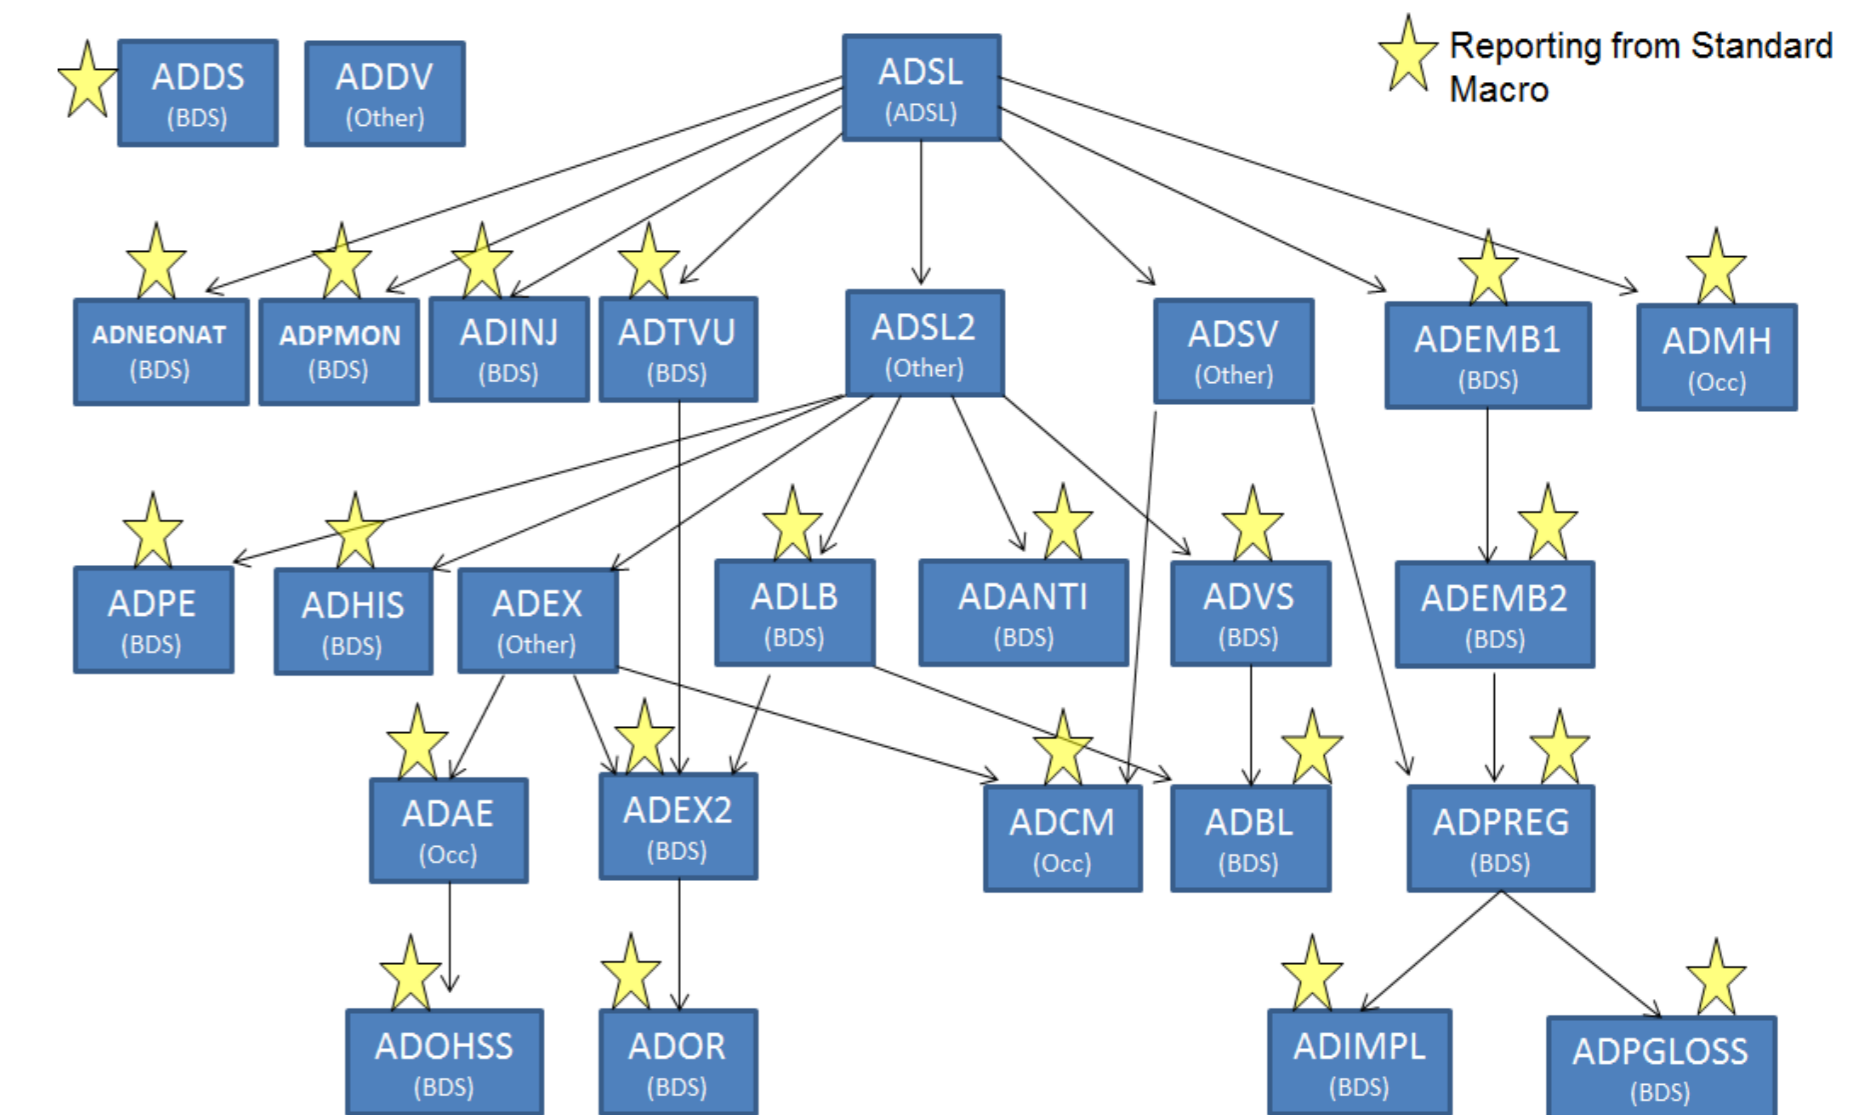 ADDS
(BDS)
ADDV
(Other)
ADSL
(ADSL)
Reporting from Standard
Macro
ADNEONAT
(BDS)
ADPMON
(BDS)
ADINJ
(BDS)
ADTVU
(BDS)
ADSL2
(Other)
ADSV
(Other)
ADEMB1
(BDS)
ADMH
(Occ)
ADPE
(BDS)
ADHIS
(BDS)
ADEX
(Other)
ADLB
(BDS)
ADANTI
(BDS)
ADVS
(BDS)
ADEMB2
(BDS)
ADAE
(Occ)
ADEX2
(BDS)
ADCM
(Occ)
ADBL
(BDS)
ADPREG
(BDS)
ADOHSS
(BDS)
ADOR
(BDS)
ADIMPL
(BDS)
ADPGLOSS
(BDS)